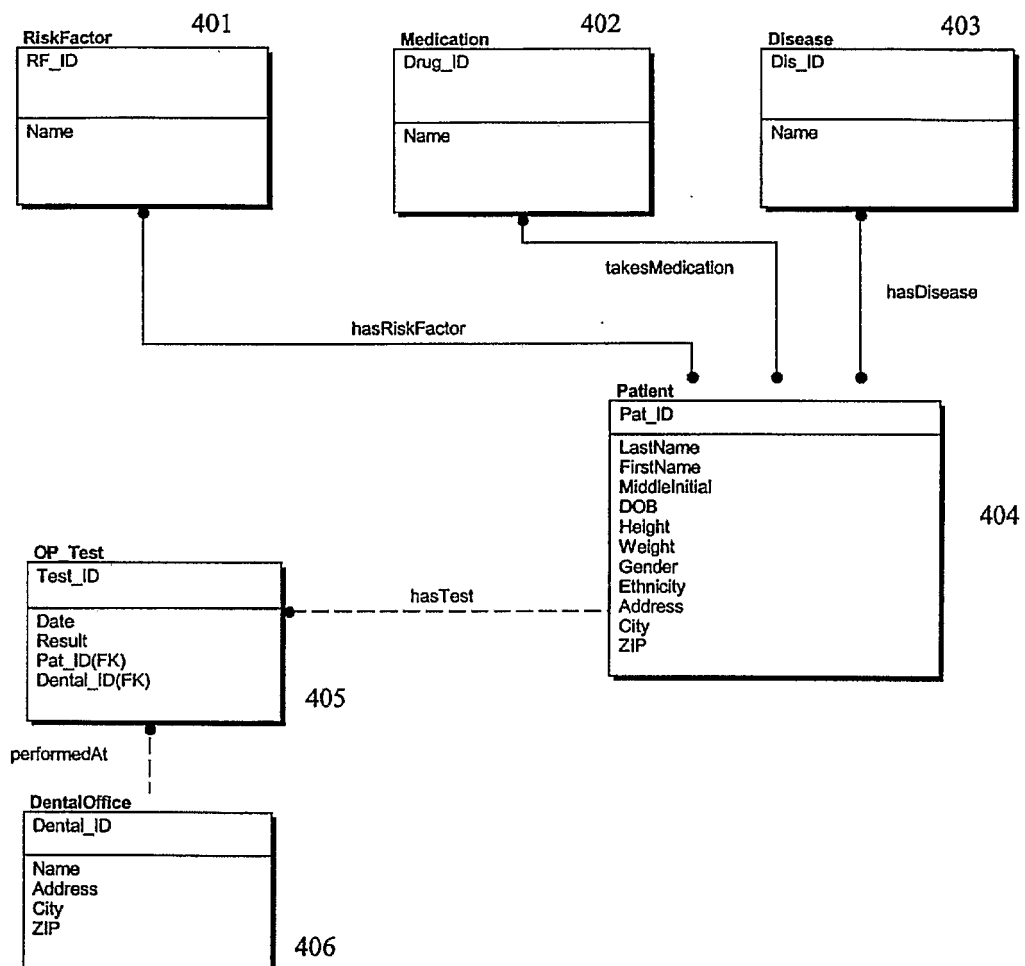 401
RiskFactor
RF_ID
Name
402
Medication
Drug_ID
Name
403
Disease
Dis_ID
Name
takesMedication
hasDisease
hasRiskFactor
Patient
Pat_ID
LastName
FirstName
MiddleInitial
DOB
Height
Weight
Gender
Ethnicity
Address
City
ZIP
404
OP_Test
Test_ID
Date
Result
Pat_ID(FK)
Dental_ID(FK)
405
hasTest
performedAt
DentalOffice
Dental_ID
Name
Address
City
ZIP
406